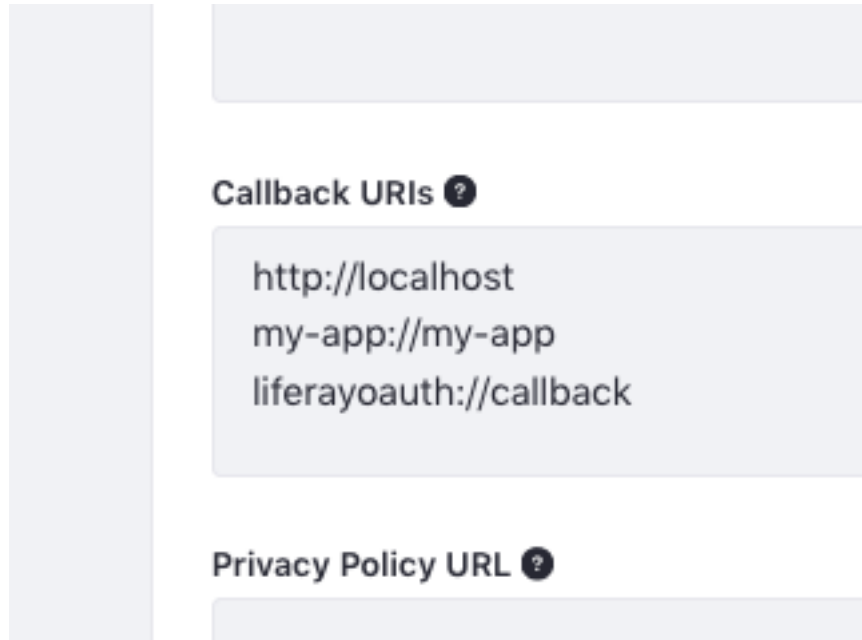 Callback URIs
http://localhost
my-app://my-app
liferayoauth://callback
Privacy Policy URL